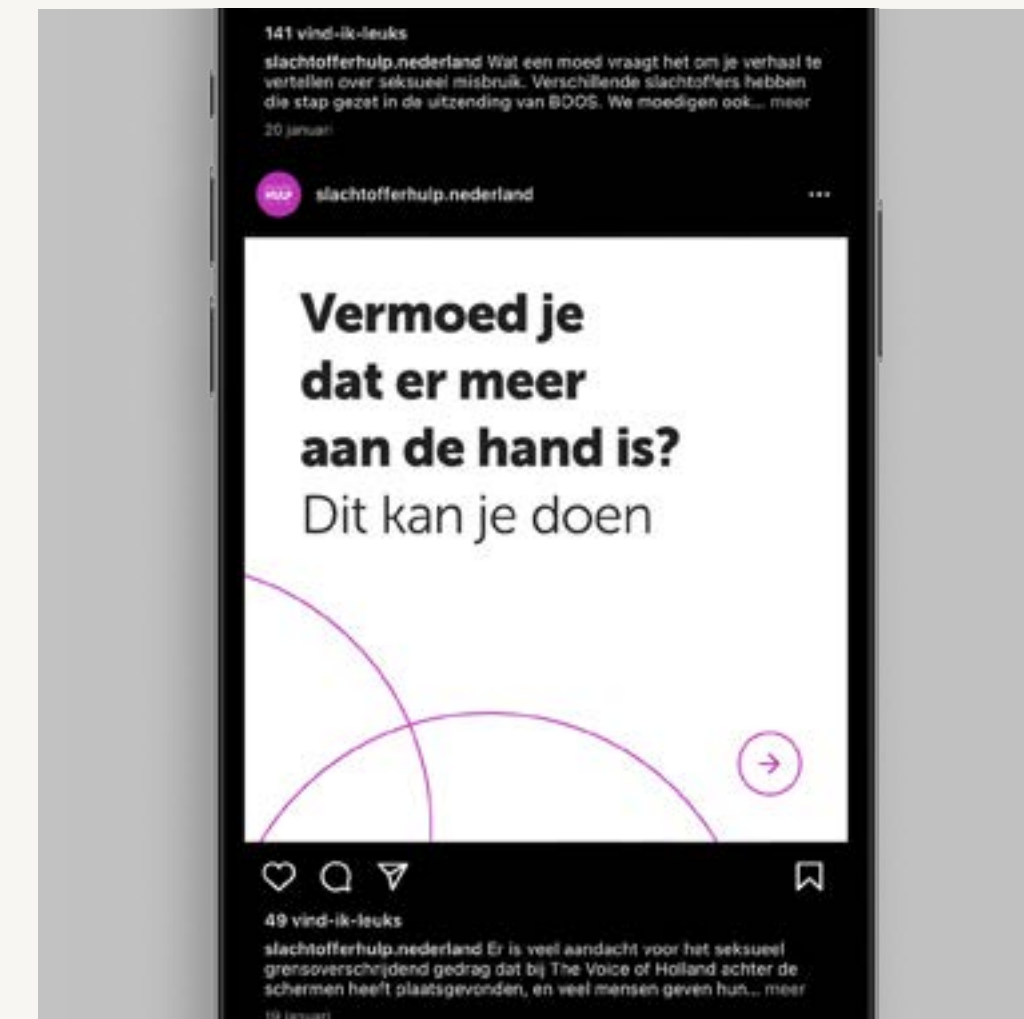 141 vind-ik-leuks
slachtofferhulp.nederland Wat een moed vraagt het om je verhaal te
vertellen over seksueel misbruik. Verschillende slachtoffers hebben
die stap gezet in de uitzending van BOOS. We moedigen ook... meer
20 januari
HULP
slachtofferhulp.nederland
Vermoed je
dat er meer
aan de hand is?
Dit kan je doen
49 vind-ik-leuks
slachtofferhulp.nederland Er is veel aandacht voor het seksueel
grensoverschrijdend gedrag dat bij The Voice of Holland achter de
schermen heeft plaatsgevonden, en veel mensen geven hun... meer
19 januari